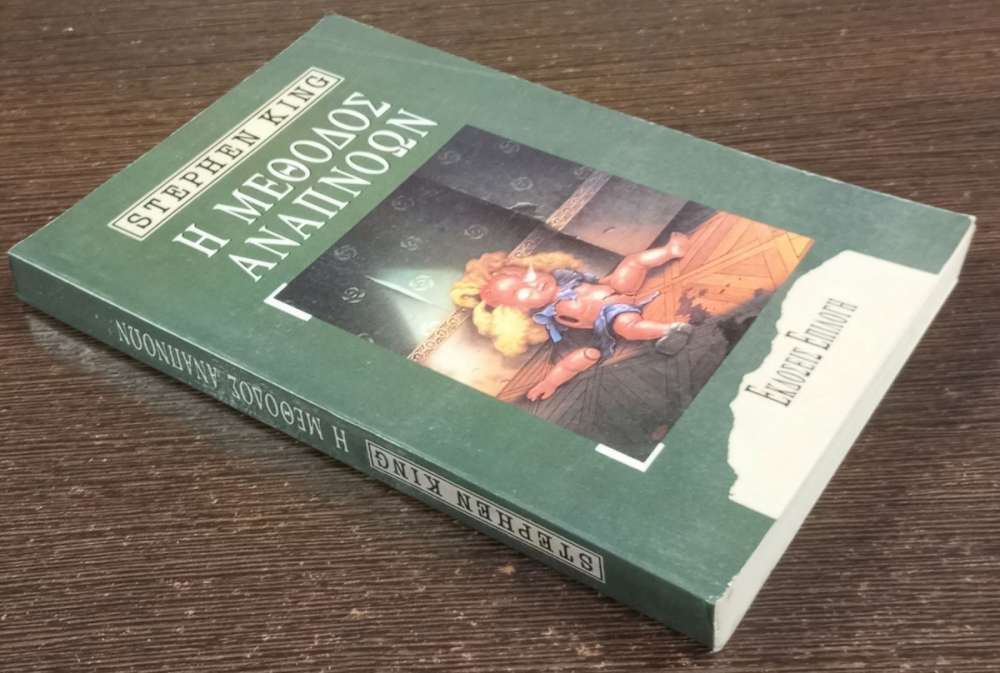 STEPHEN KING
Η ΜΕΘΟΔΟΣ
ΑΝΑΠΝΟΩΝ
ΕΚΔΟΣΕΙΣ ΕΠΙΛΟΓΗ
STEPHEN KING
Η ΜΕΘΟΔΟΣ ΑΝΑΠΝΟΩΝ